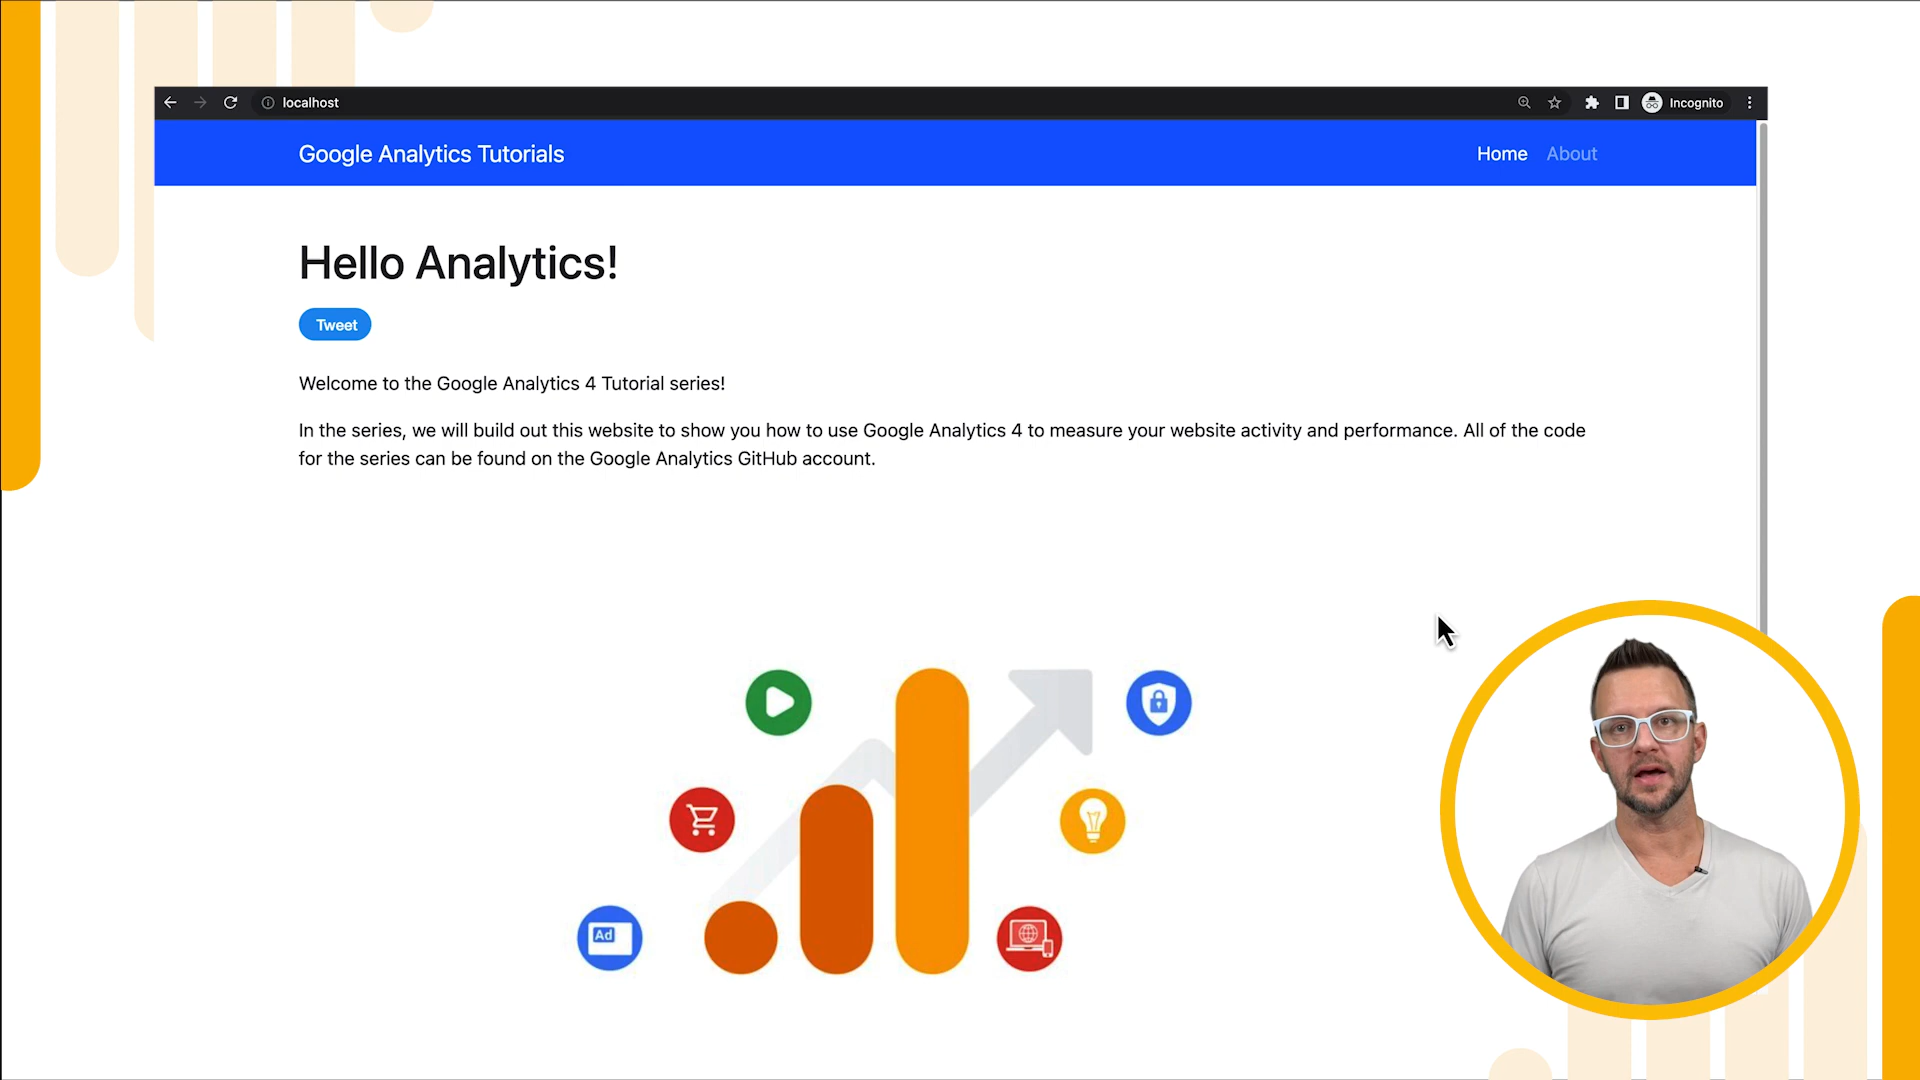 localhost
Incognito
Google Analytics Tutorials
Home About
Hello Analytics!
Tweet
Welcome to the Google Analytics 4 Tutorial series!
In the series, we will build out this website to show you how to use Google Analytics 4 to measure your website activity and performance. All of the code
for the series can be found on the Google Analytics GitHub account.
Ad